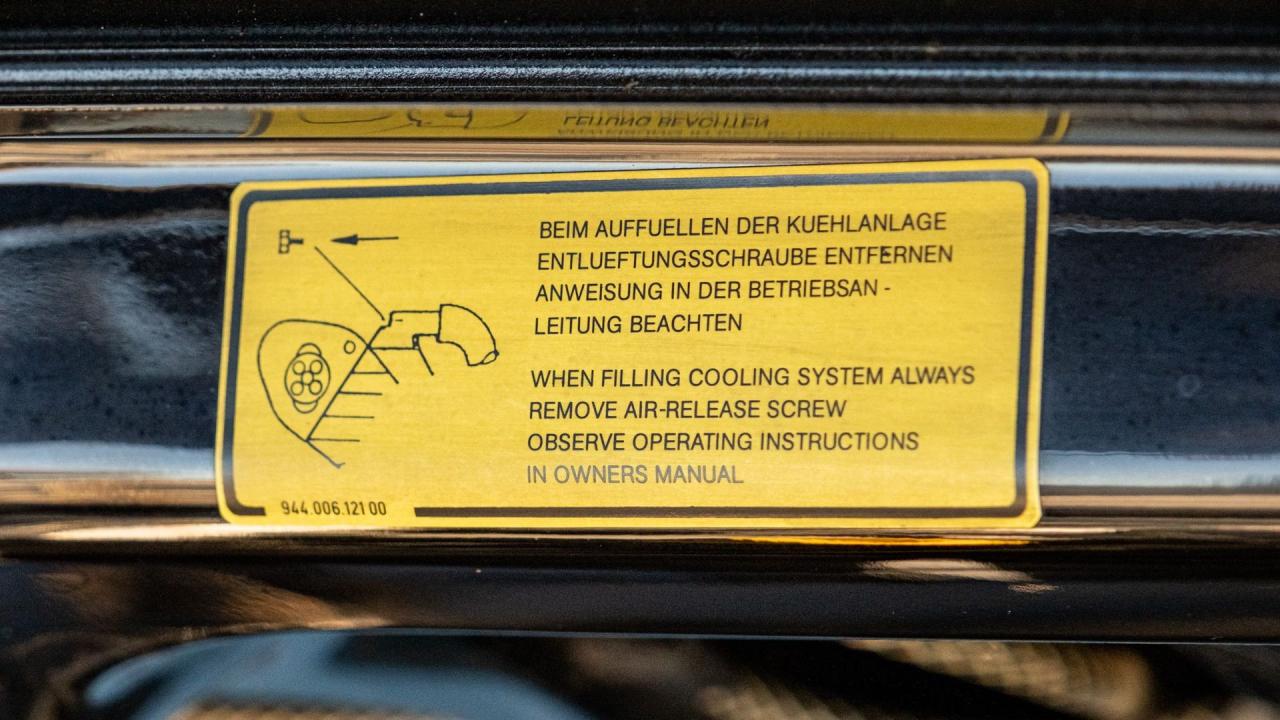 BEIM AUFFUELLEN DER KUEHLANLAGE
ENTLUEFTUNGSSCHRAUBE ENTFERNEN
ANWEISUNG IN DER BETRIEBSAN -
LEITUNG BEACHTEN
WHEN FILLING COOLING SYSTEM ALWAYS
REMOVE AIR-RELEASE SCREW
OBSERVE OPERATING INSTRUCTIONS
IN OWNERS MANUAL
944.006.121 00